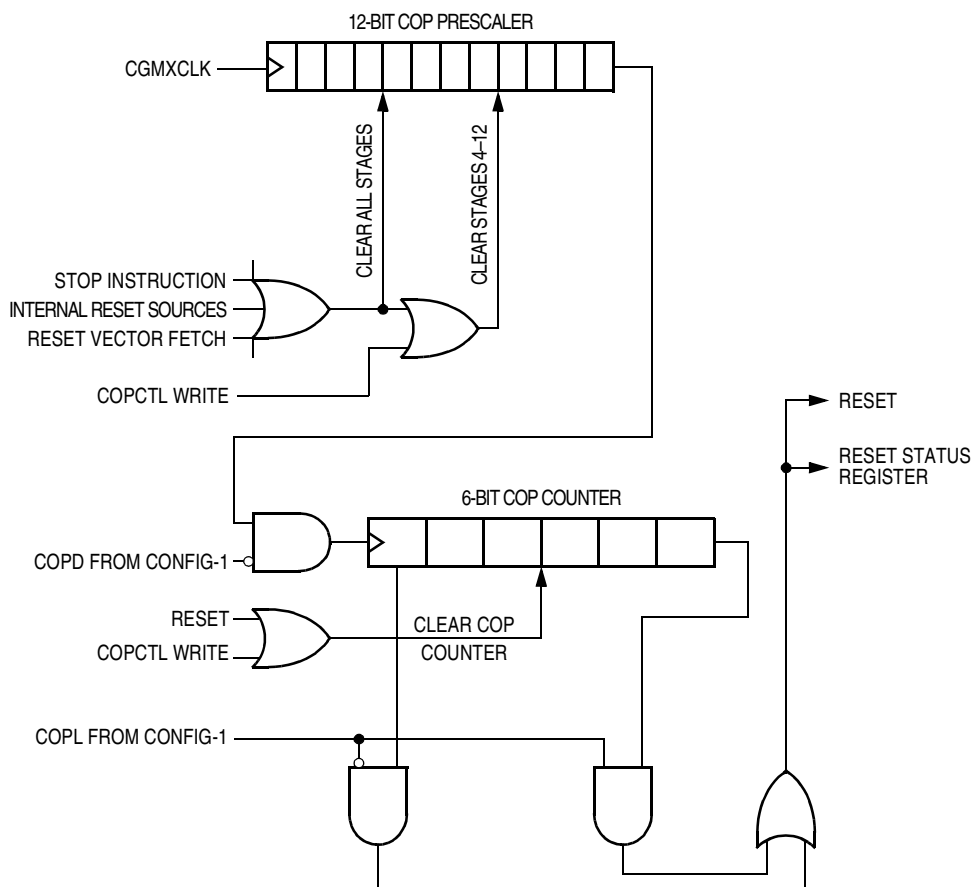 12-BIT COP PRESCALER
CGMXCLK
CLEAR ALL STAGES
CLEAR STAGES 4–12
STOP INSTRUCTION
INTERNAL RESET SOURCES
RESET VECTOR FETCH
COPCTL WRITE
RESET
RESET STATUS
REGISTER
6-BIT COP COUNTER
COPD FROM CONFIG-1
RESET
CLEAR COP
COUNTER
COPCTL WRITE
COPL FROM CONFIG-1